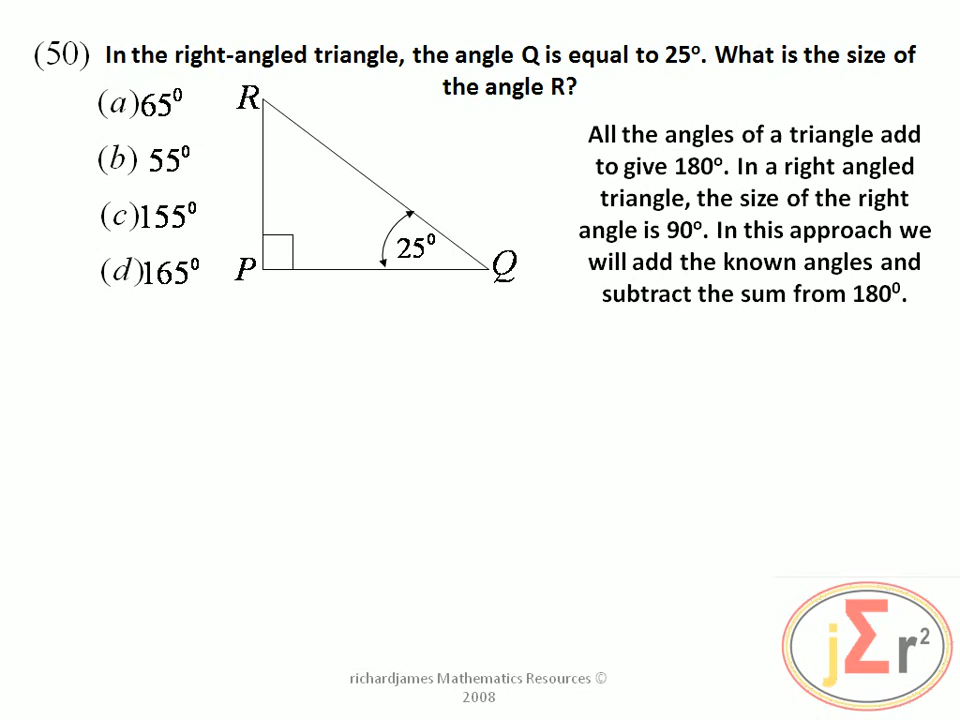 (50) In the right-angled triangle, the angle Q is equal to 25º. What is the size of
the angle R?
(a) 65⁰
(b) 55⁰
(c) 155⁰
(d) 165⁰
R
P
Q
25⁰
All the angles of a triangle add
to give 180º. In a right angled
triangle, the size of the right
angle is 90º. In this approach we
will add the known angles and
subtract the sum from 180⁰.
jΣr²
richardjames Mathematics Resources ©
2008